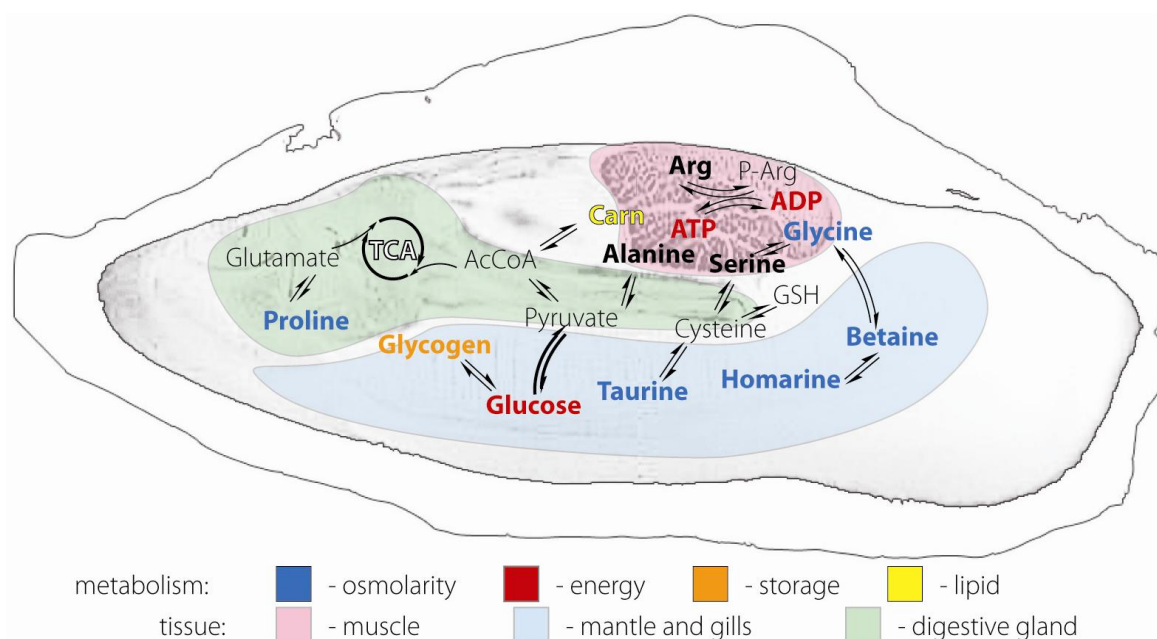 Arg
P-Arg
ADP
Carn
ATP
Glycine
Glutamate
TCA
AcCoA
Alanine
Serine
GSH
Proline
Pyruvate
Cysteine
Glycogen
Betaine
Glucose
Taurine
Homarine
metabolism: - osmolarity - energy - storage - lipid
tissue: - muscle - mantle and gills - digestive gland